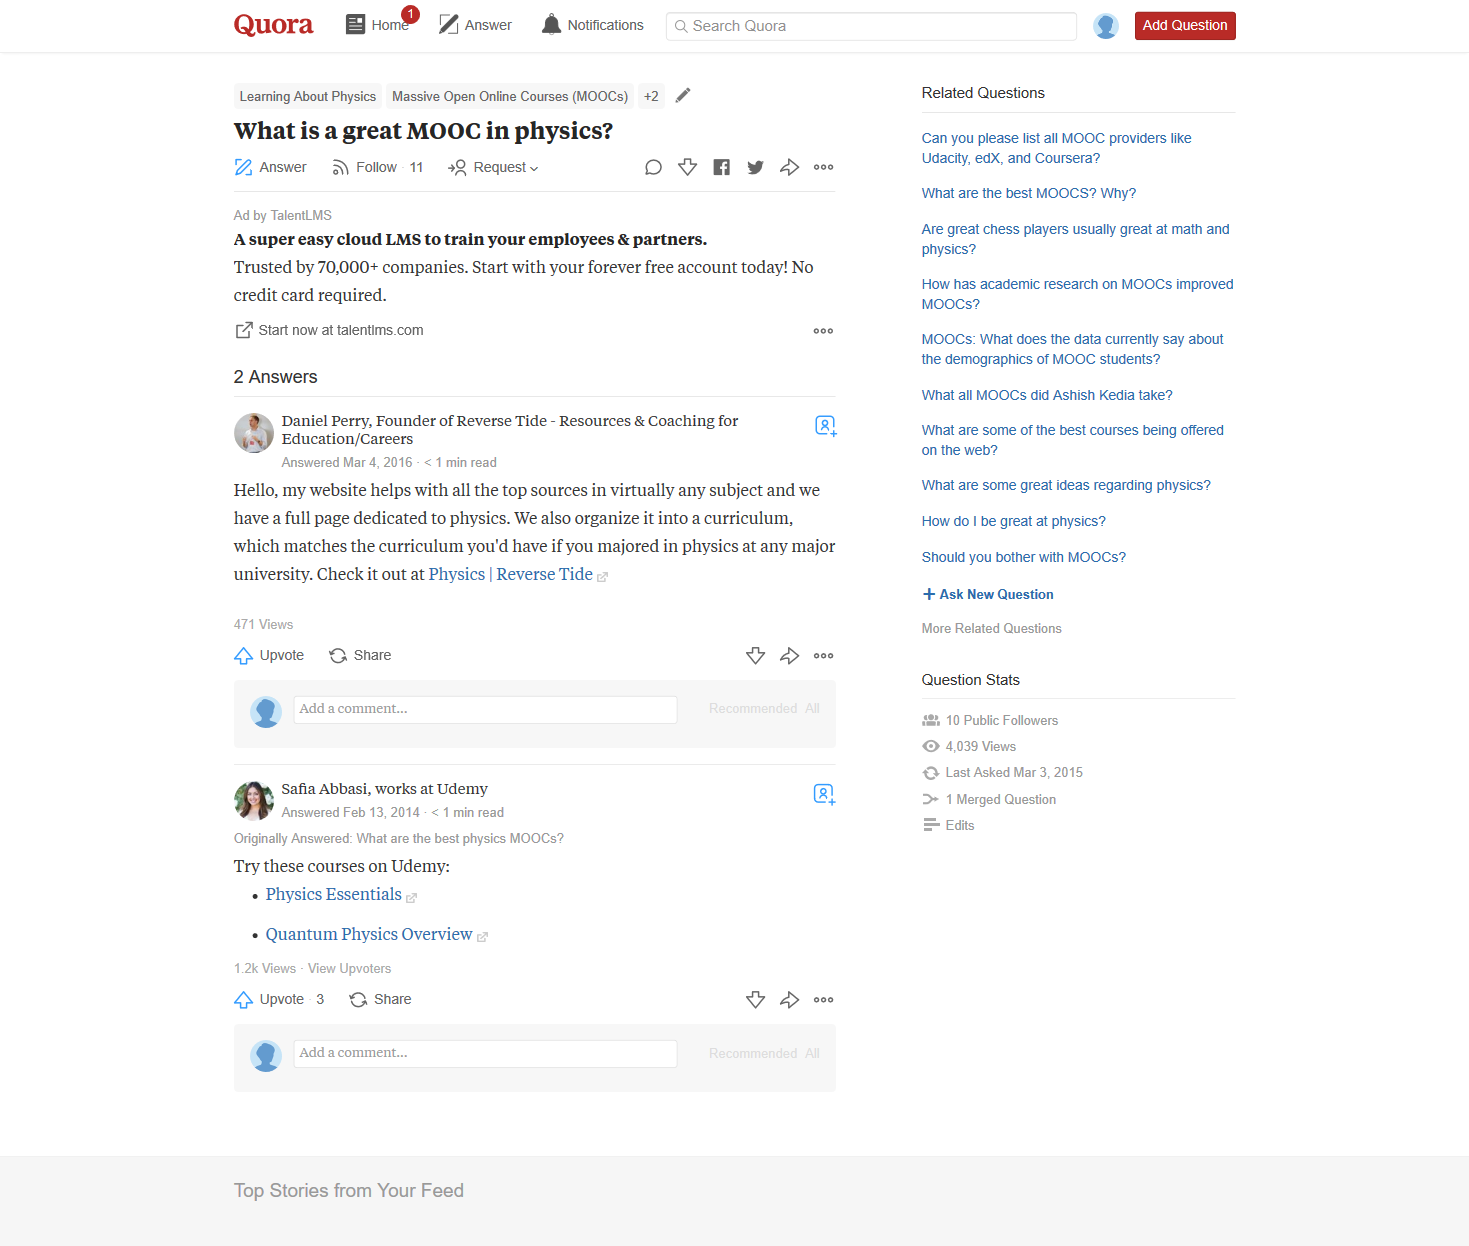 Quora
Home
1
Answer
Notifications
Search Quora
Add Question
Learning About Physics
Massive Open Online Courses (MOOCs)
+2
What is a great MOOC in physics?
Answer
Follow · 11
Request
Ad by TalentLMS
A super easy cloud LMS to train your employees & partners.
Trusted by 70,000+ companies. Start with your forever free account today! No
credit card required.
Start now at talentlms.com
2 Answers
Daniel Perry, Founder of Reverse Tide - Resources & Coaching for
Education/Careers
Answered Mar 4, 2016 · < 1 min read
Hello, my website helps with all the top sources in virtually any subject and we
have a full page dedicated to physics. We also organize it into a curriculum,
which matches the curriculum you'd have if you majored in physics at any major
university. Check it out at Physics | Reverse Tide
471 Views
Upvote
Share
Add a comment...
Recommended All
Safia Abbasi, works at Udemy
Answered Feb 13, 2014 · < 1 min read
Originally Answered: What are the best physics MOOCs?
Try these courses on Udemy:
• Physics Essentials
• Quantum Physics Overview
1.2k Views · View Upvoters
Upvote · 3
Share
Add a comment...
Recommended All
Related Questions
Can you please list all MOOC providers like
Udacity, edX, and Coursera?
What are the best MOOCS? Why?
Are great chess players usually great at math and
physics?
How has academic research on MOOCs improved
MOOCs?
MOOCs: What does the data currently say about
the demographics of MOOC students?
What all MOOCs did Ashish Kedia take?
What are some of the best courses being offered
on the web?
What are some great ideas regarding physics?
How do I be great at physics?
Should you bother with MOOCs?
+ Ask New Question
More Related Questions
Question Stats
10 Public Followers
4,039 Views
Last Asked Mar 3, 2015
1 Merged Question
Edits
Top Stories from Your Feed